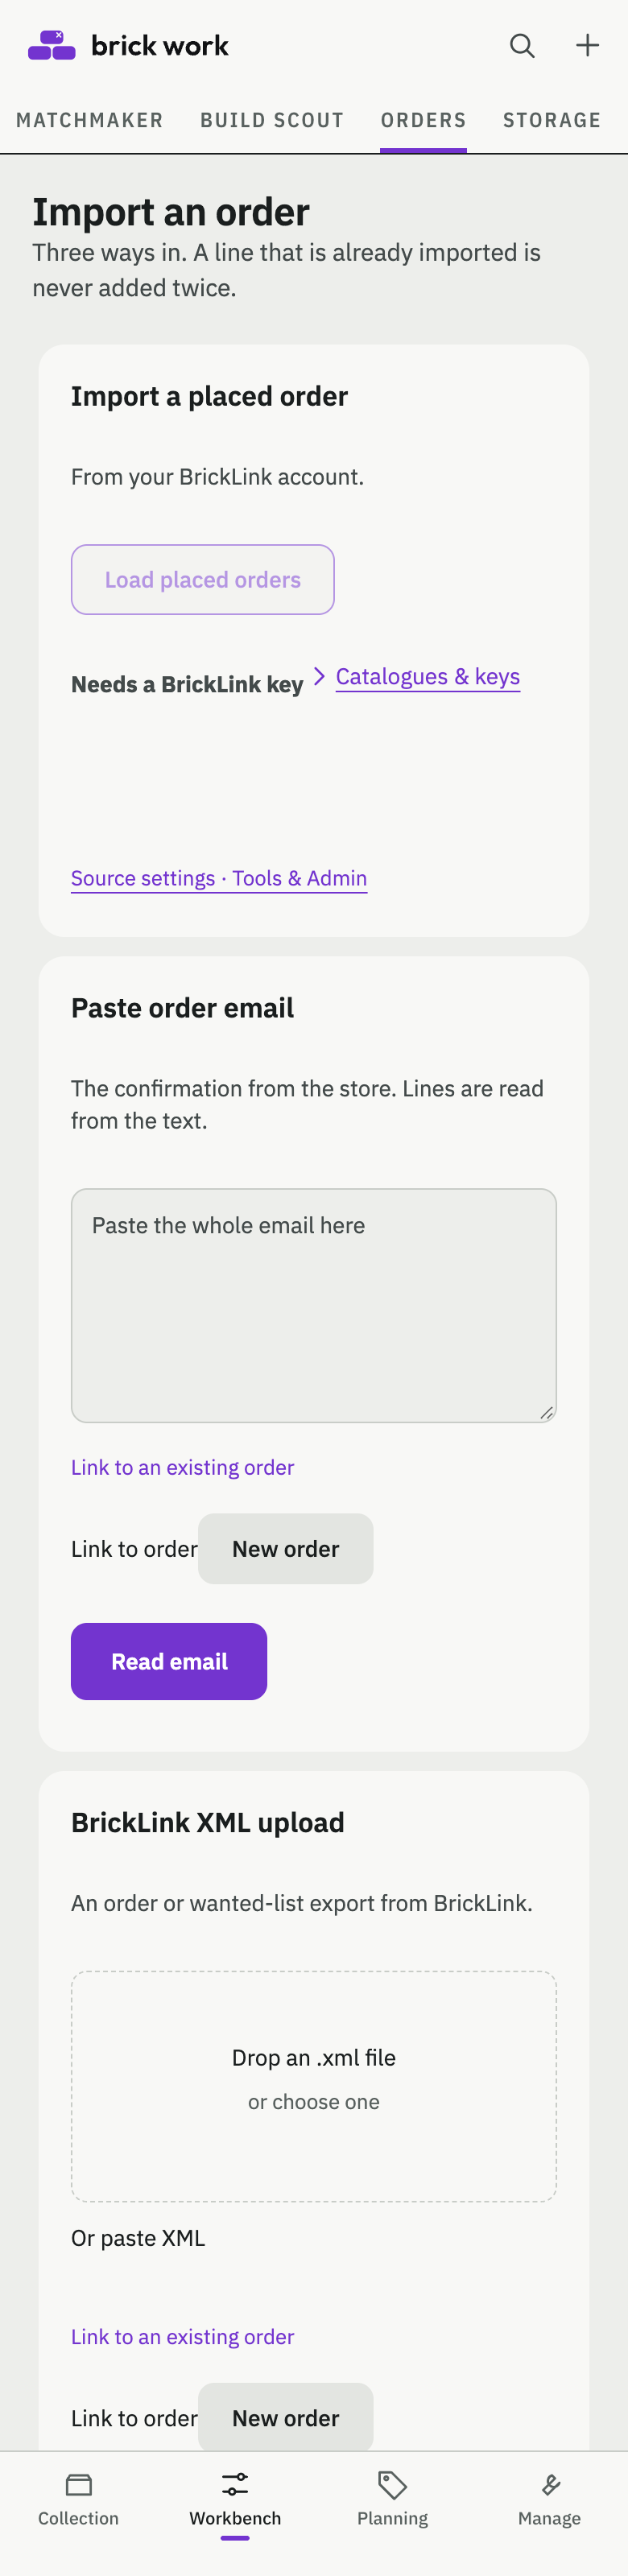 brick work
MATCHMAKER BUILD SCOUT ORDERS STORAGE
Import an order
Three ways in. A line that is already imported is
never added twice.
Import a placed order
From your BrickLink account.
Load placed orders
Needs a BrickLink key Catalogues & keys
Source settings · Tools & Admin
Paste order email
The confirmation from the store. Lines are read
from the text.
Paste the whole email here
Link to an existing order
Link to order New order
Read email
BrickLink XML upload
An order or wanted-list export from BrickLink.
Drop an .xml file
or choose one
Or paste XML
Link to an existing order
Link to order New order
Collection Workbench Planning Manage